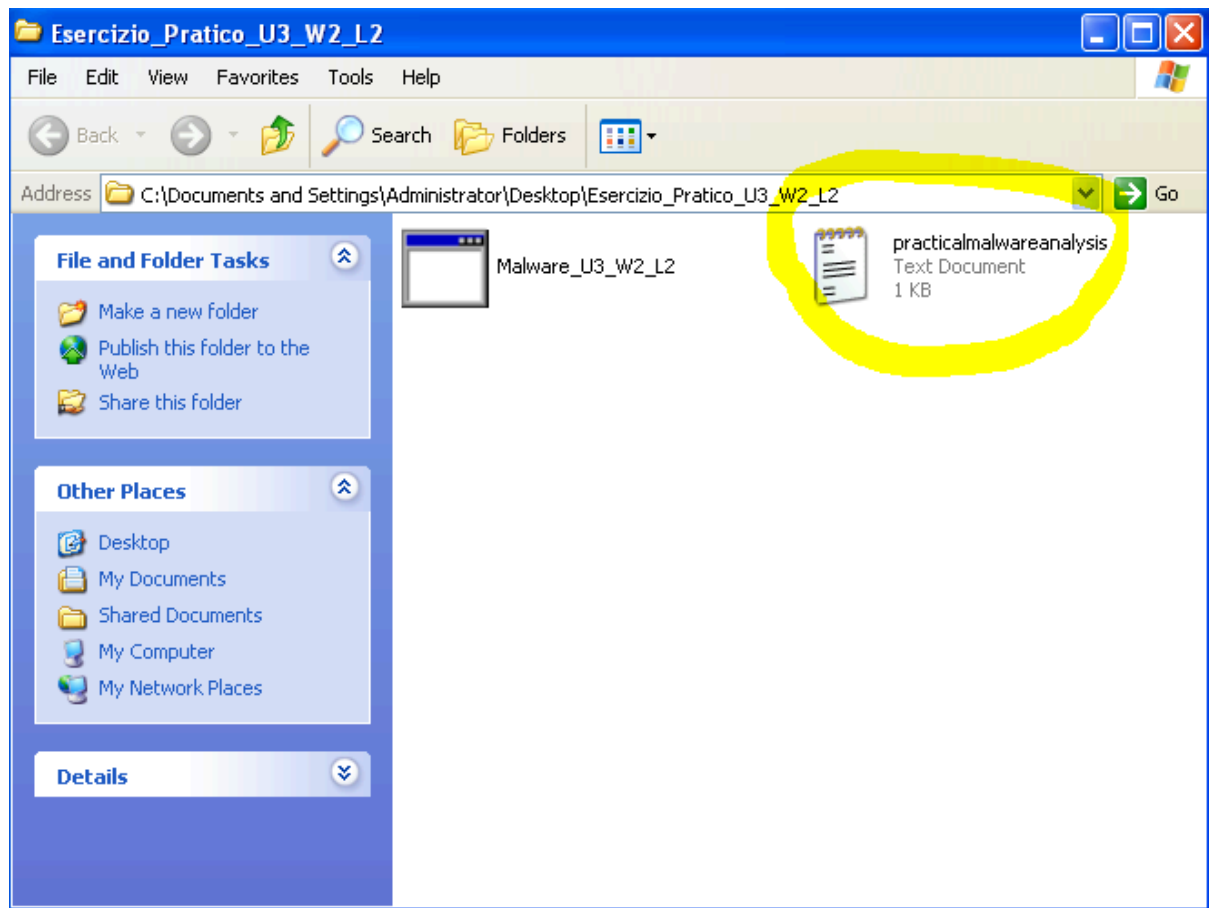 Esercizio_Pratico_U3_W2_L2
File Edit View Favorites Tools Help
Back Search Folders
Address C:\Documents and Settings\Administrator\Desktop\Esercizio_Pratico_U3_W2_L2 Go
File and Folder Tasks
Make a new folder
Publish this folder to the
Web
Share this folder
Other Places
Desktop
My Documents
Shared Documents
My Computer
My Network Places
Details
Malware_U3_W2_L2
practicalmalwareanalysis
Text Document
1 KB